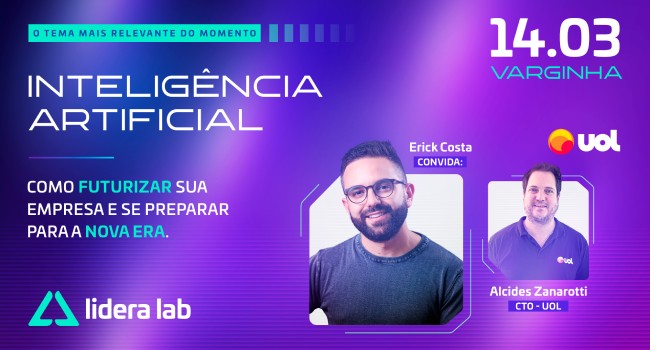 O TEMA MAIS RELEVANTE DO MOMENTO
14.03
VARGINHA
INTELIGÊNCIA
ARTIFICIAL
COMO FUTURIZAR SUA
EMPRESA E SE PREPARAR
PARA A NOVA ERA.
lidera lab
Erick Costa
CONVIDA:
uol
uol
Alcides Zanarotti
CTO - UOL